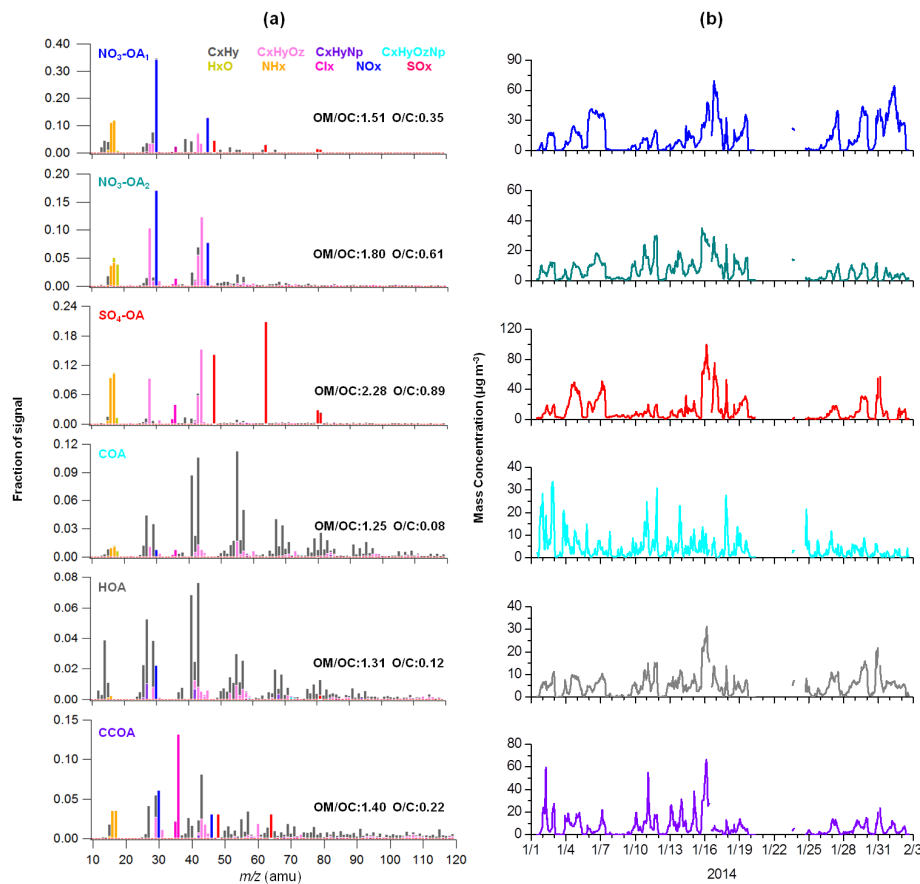 (a)
(b)
Fraction of signal
NO₃-OA₁
CxHy CxHyOz CxHyNp CxHyOzNp
HxO NHx Clx NOx SOx
OM/OC:1.51 O/C:0.35
0.40
0.30
0.20
0.10
0.00
10 20 30 40 50 60 70 80 90 100 110 120
NO₃-OA₂
OM/OC:1.80 O/C:0.61
0.20
0.15
0.10
0.05
0.00
SO₄-OA
OM/OC:2.28 O/C:0.89
0.24
0.18
0.12
0.06
0.00
COA
OM/OC:1.25 O/C:0.08
0.12
0.09
0.06
0.03
0.00
HOA
OM/OC:1.31 O/C:0.12
0.08
0.06
0.04
0.02
0.00
CCOA
OM/OC:1.40 O/C:0.22
0.15
0.10
0.05
0.00
m/z (amu)
Mass Concentration (μgm⁻³)
90
60
30
0
60
40
20
0
120
80
40
0
40
30
20
10
0
40
30
20
10
0
80
60
40
20
0
1/1 1/4 1/7 1/10 1/13 1/16 1/19 1/22 1/25 1/28 1/31 2/3
2014